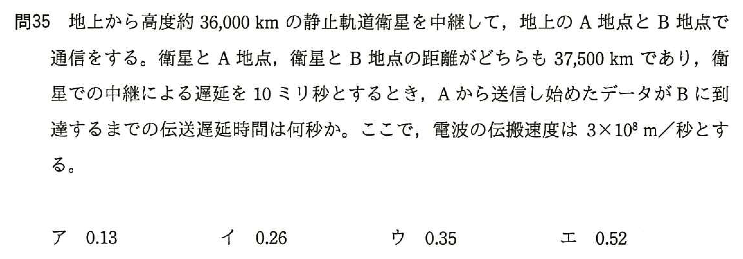 問35 地上から高度約 36,000 km の静止軌道衛星を中継して，地上の A 地点と B 地点で
通信をする。衛星と A 地点，衛星と B 地点の距離がどちらも 37,500 km であり，衛
星での中継による遅延を 10 ミリ秒とするとき，A から送信し始めたデータが B に到
達するまでの伝送遅延時間は何秒か。ここで，電波の伝搬速度は 3×10⁸ m／秒とす
る。
ア 0.13 イ 0.26 ウ 0.35 エ 0.52